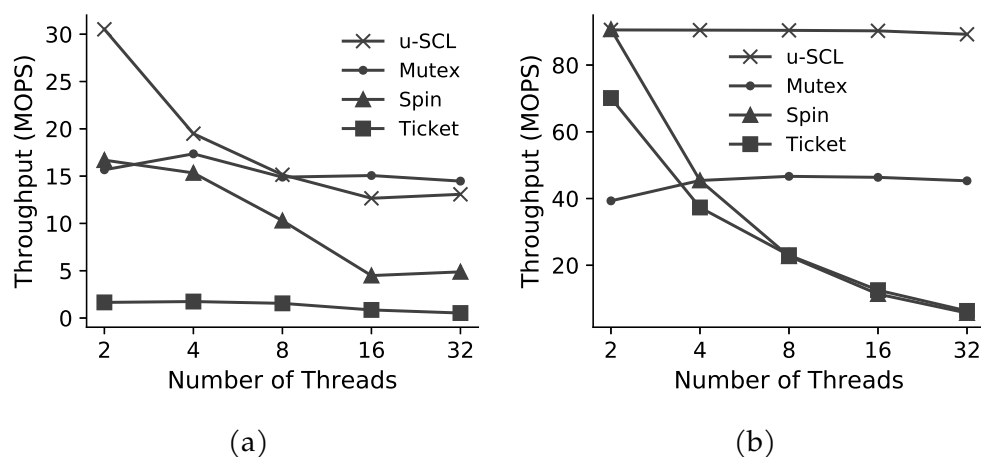 Throughput (MOPS)
30
25
20
15
10
5
0
u-SCL
Mutex
Spin
Ticket
2 4 8 16 32
Number of Threads
(a)
Throughput (MOPS)
80
60
40
20
u-SCL
Mutex
Spin
Ticket
2 4 8 16 32
Number of Threads
(b)